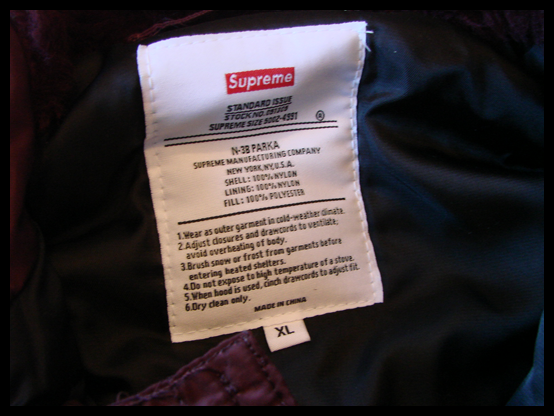 Supreme
STANDARD ISSUE
STOCK NO. 091305
SUPREME SIZE 8002-4991
®
N-3B PARKA
SUPREME MANUFACTURING COMPANY
NEW YORK, N.Y., U.S.A.
SHELL: 100% NYLON
LINING: 100% NYLON
FILL: 100% POLYESTER
1.Wear as outer garment in cold-weather climate.
2.Adjust closures and drawcords to ventilate;
avoid overheating of body.
3.Brush snow or frost from garments before
entering heated shelters.
4.Do not expose to high temperature of a stove.
5.When hood is used, cinch drawcords to adjust fit.
6.Dry clean only.
MADE IN CHINA
XL